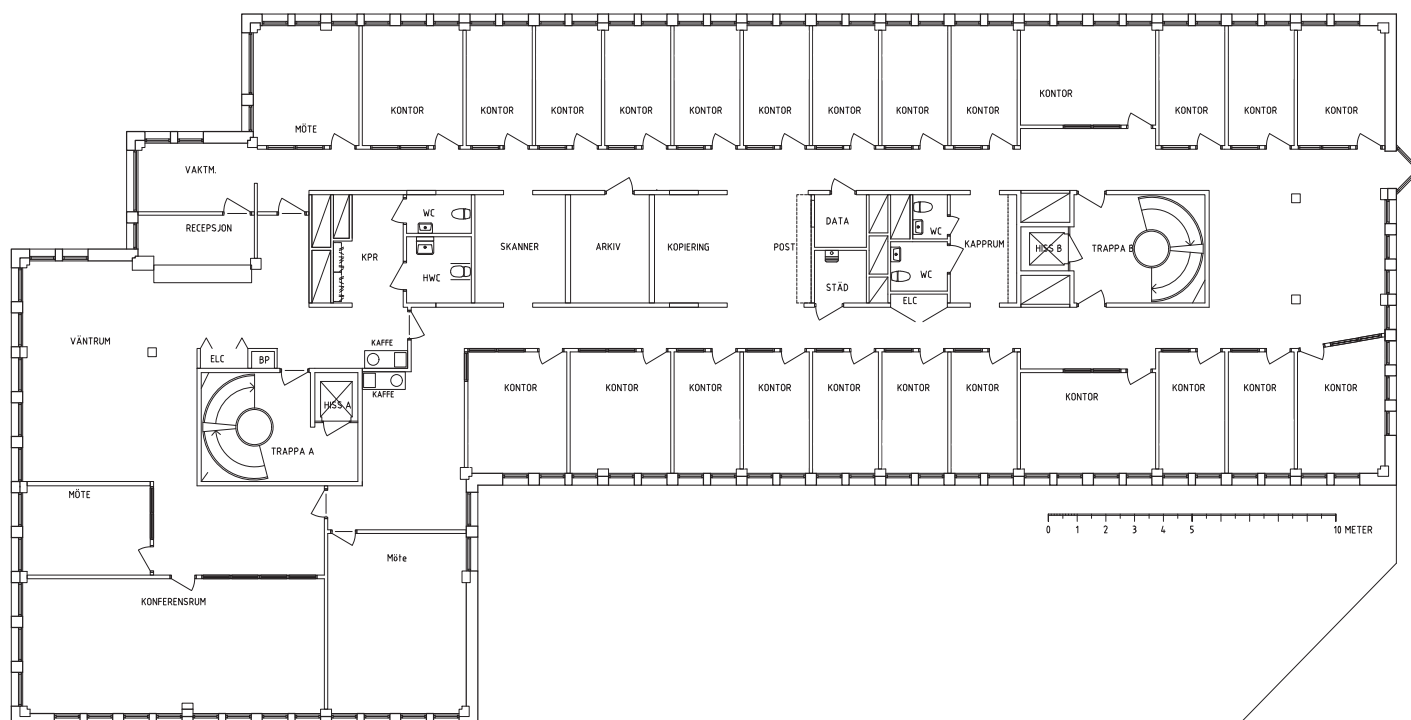 KONTOR
MÖTE
KONTOR
KONTOR
KONTOR
KONTOR
KONTOR
KONTOR
KONTOR
KONTOR
KONTOR
KONTOR
KONTOR
KONTOR
VAKTM.
RECEPSJON
WC
KPR
HWC
SKANNER
ARKIV
KOPIERING
POST
DATA
STÄD
WC
WC
ELC
KAPPRUM
HISS B
TRAPPA B
VÄNTRUM
ELC
BP
KAFFE
KAFFE
HISS A
TRAPPA A
KONTOR
KONTOR
KONTOR
KONTOR
KONTOR
KONTOR
KONTOR
KONTOR
KONTOR
KONTOR
KONTOR
MÖTE
Möte
KONFERENSRUM
0 1 2 3 4 5 10 METER